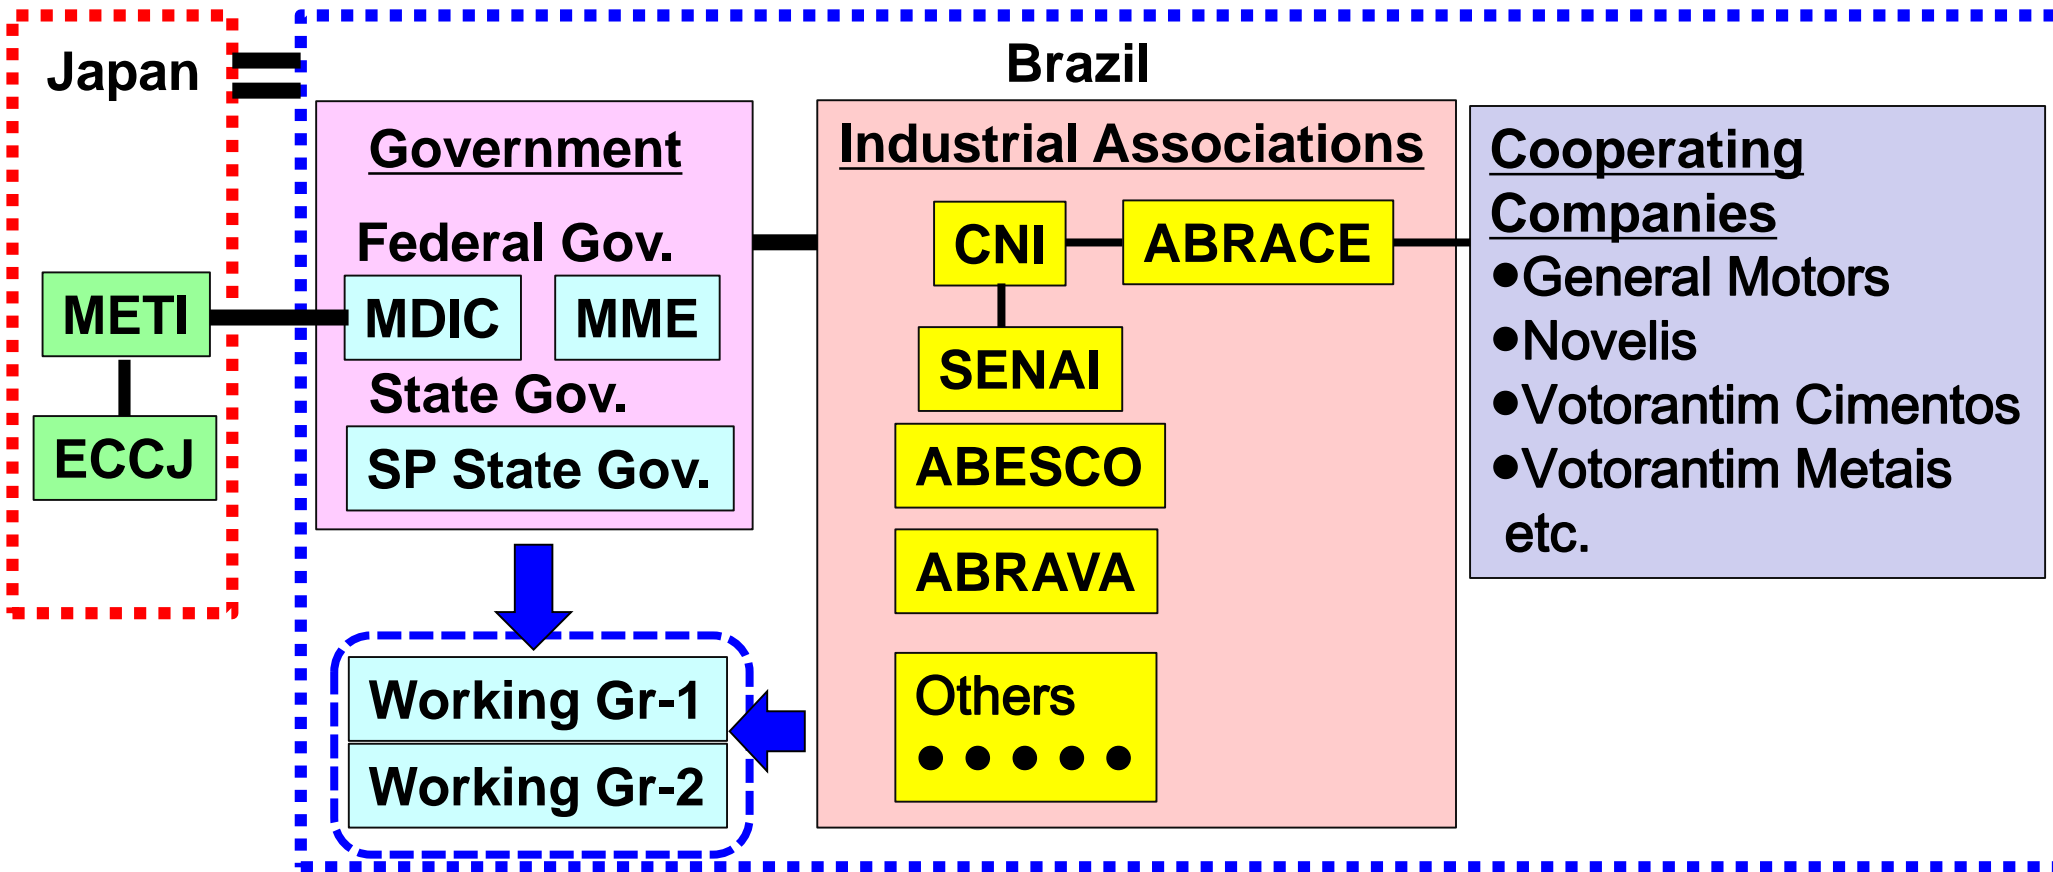 Japan
METI
ECCJ
Brazil
Government
Federal Gov.
MDIC
MME
State Gov.
SP State Gov.
Working Gr-1
Working Gr-2
Industrial Associations
CNI
ABRACE
SENAI
ABESCO
ABRAVA
Others
●●●●●
Cooperating
Companies
●General Motors
●Novelis
●Votorantim Cimentos
●Votorantim Metais
etc.